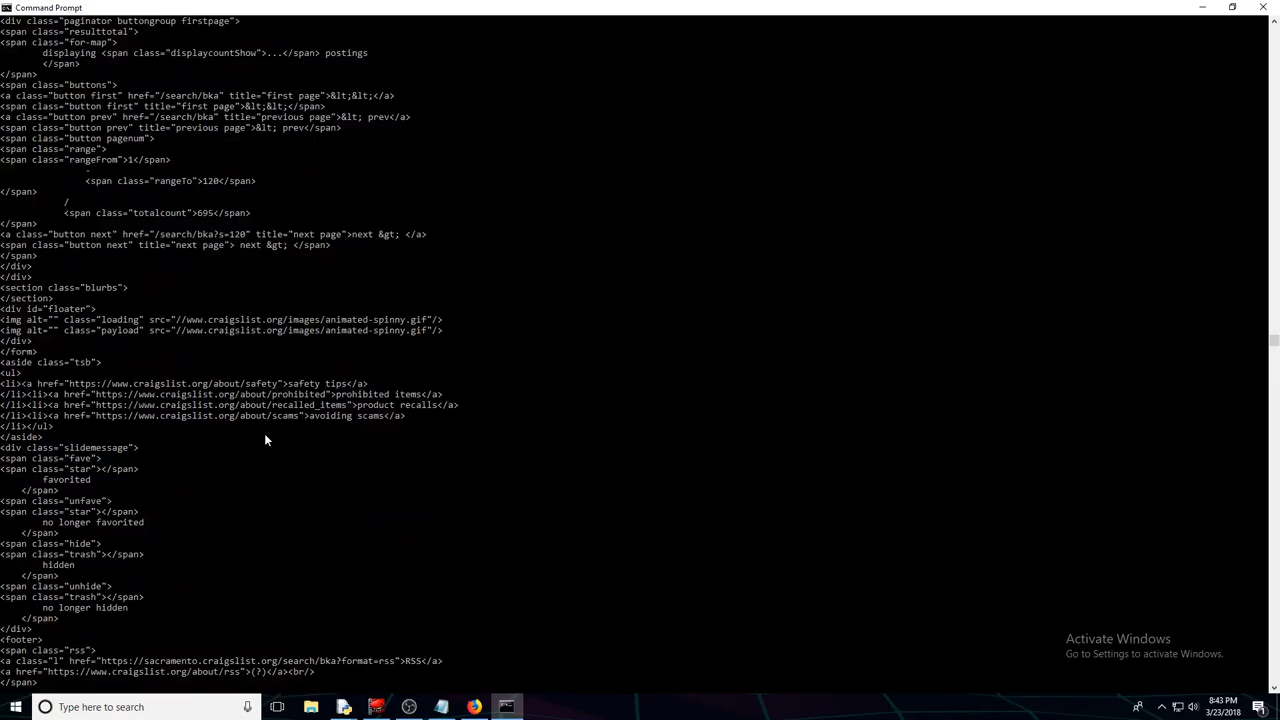 Command Prompt
<div class="paginator buttongroup firstpage">
<span class="resulttotal">
<span class="for-map">
displaying <span class="displaycountShow">...</span> postings
</span>
</span>
<span class="buttons">
<a class="button first" href="/search/bka" title="first page">&lt;&lt;</a>
<span class="button first" title="first page">&lt;&lt;</span>
<a class="button prev" href="/search/bka" title="previous page">&lt; prev</a>
<span class="button prev" title="previous page">&lt; prev</span>
<span class="button pagenum">
<span class="range">
<span class="rangeFrom">1</span>
-
<span class="rangeTo">120</span>
</span>
/
<span class="totalcount">695</span>
</span>
<a class="button next" href="/search/bka?s=120" title="next page">next &gt; </a>
<span class="button next" title="next page"> next &gt; </span>
</span>
</div>
</div>
<section class="blurbs">
</section>
<div id="floater">
<img alt="" class="loading" src="//www.craigslist.org/images/animated-spinny.gif"/>
<img alt="" class="payload" src="//www.craigslist.org/images/animated-spinny.gif"/>
</div>
</form>
<aside class="tsb">
<ul>
<li><a href="https://www.craigslist.org/about/safety">safety tips</a>
</li><li><a href="https://www.craigslist.org/about/prohibited">prohibited items</a>
</li><li><a href="https://www.craigslist.org/about/recalled_items">product recalls</a>
</li><li><a href="https://www.craigslist.org/about/scams">avoiding scams</a>
</li></ul>
</aside>
<div class="slidemessage">
<span class="fave">
<span class="star"></span>
favorited
</span>
<span class="unfave">
<span class="star"></span>
no longer favorited
</span>
<span class="hide">
<span class="trash"></span>
hidden
</span>
<span class="unhide">
<span class="trash"></span>
no longer hidden
</span>
</div>
<footer>
<span class="rss">
<a class="l" href="https://sacramento.craigslist.org/search/bka?format=rss">RSS</a>
<a href="https://www.craigslist.org/about/rss">(?)</a><br/>
</span>
Activate Windows
Go to Settings to activate Windows.
Type here to search
8:43 PM
3/23/2018
1